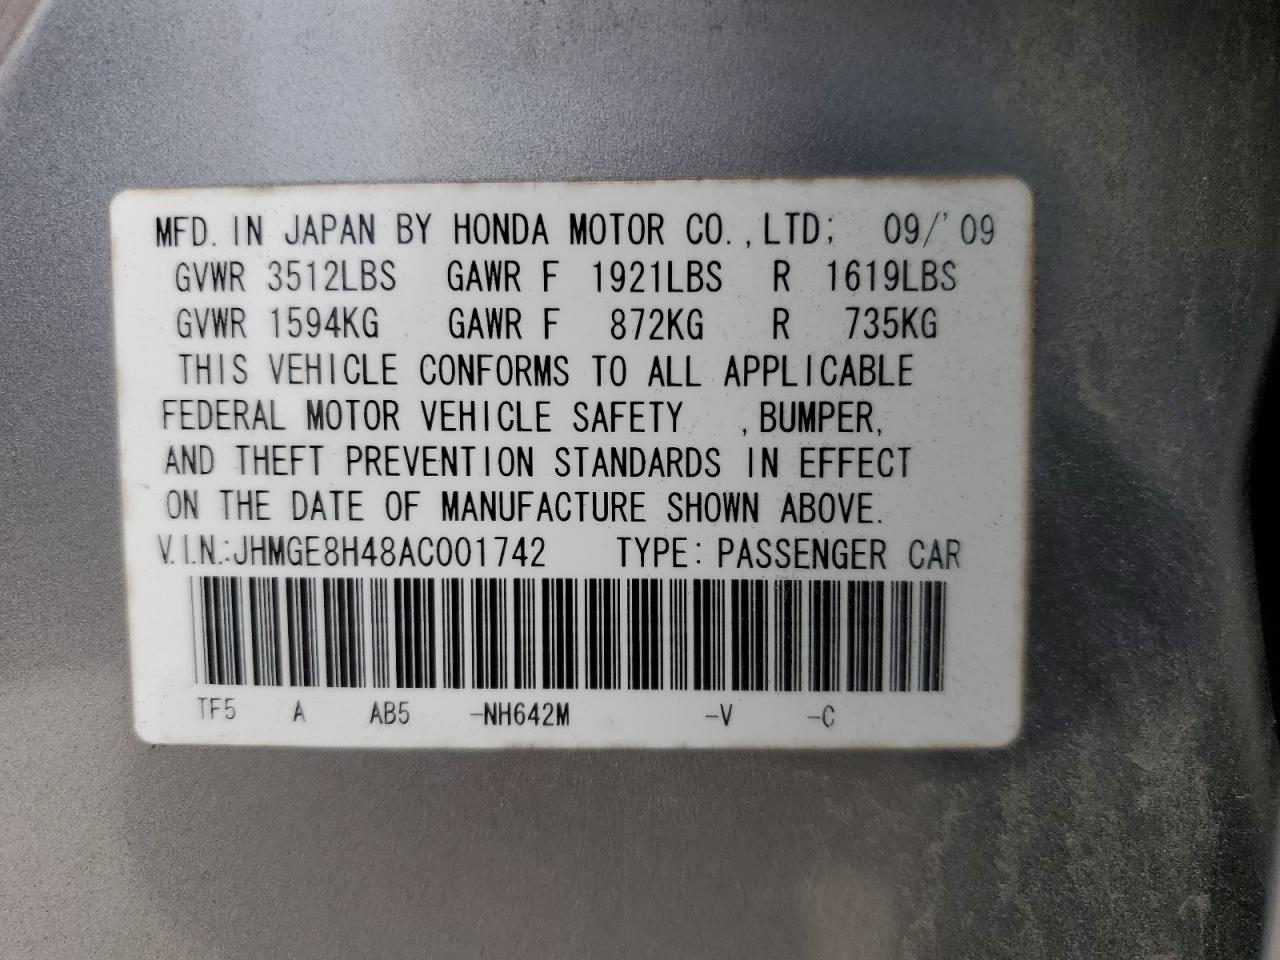 MFD. IN JAPAN BY HONDA MOTOR CO., LTD; 09/'09
GVWR 3512LBS GAWR F 1921LBS R 1619LBS
GVWR 1594KG GAWR F 872KG R 735KG
THIS VEHICLE CONFORMS TO ALL APPLICABLE
FEDERAL MOTOR VEHICLE SAFETY , BUMPER,
AND THEFT PREVENTION STANDARDS IN EFFECT
ON THE DATE OF MANUFACTURE SHOWN ABOVE.
V.I.N.:JHMGE8H48AC001742 TYPE: PASSENGER CAR
TF5 A AB5 -NH642M -V -C